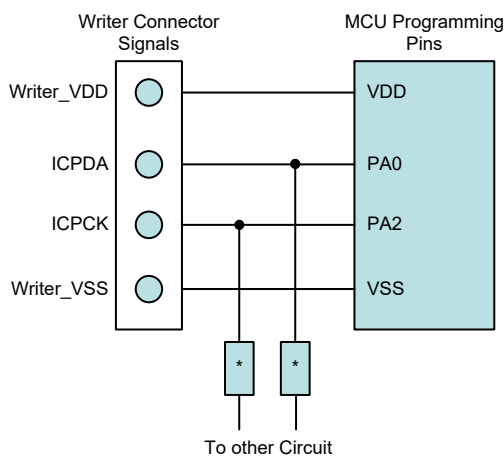 Writer Connector
Signals
MCU Programming
Pins
Writer_VDD
VDD
ICPDA
PA0
ICPCK
PA2
Writer_VSS
VSS
*
*
To other Circuit